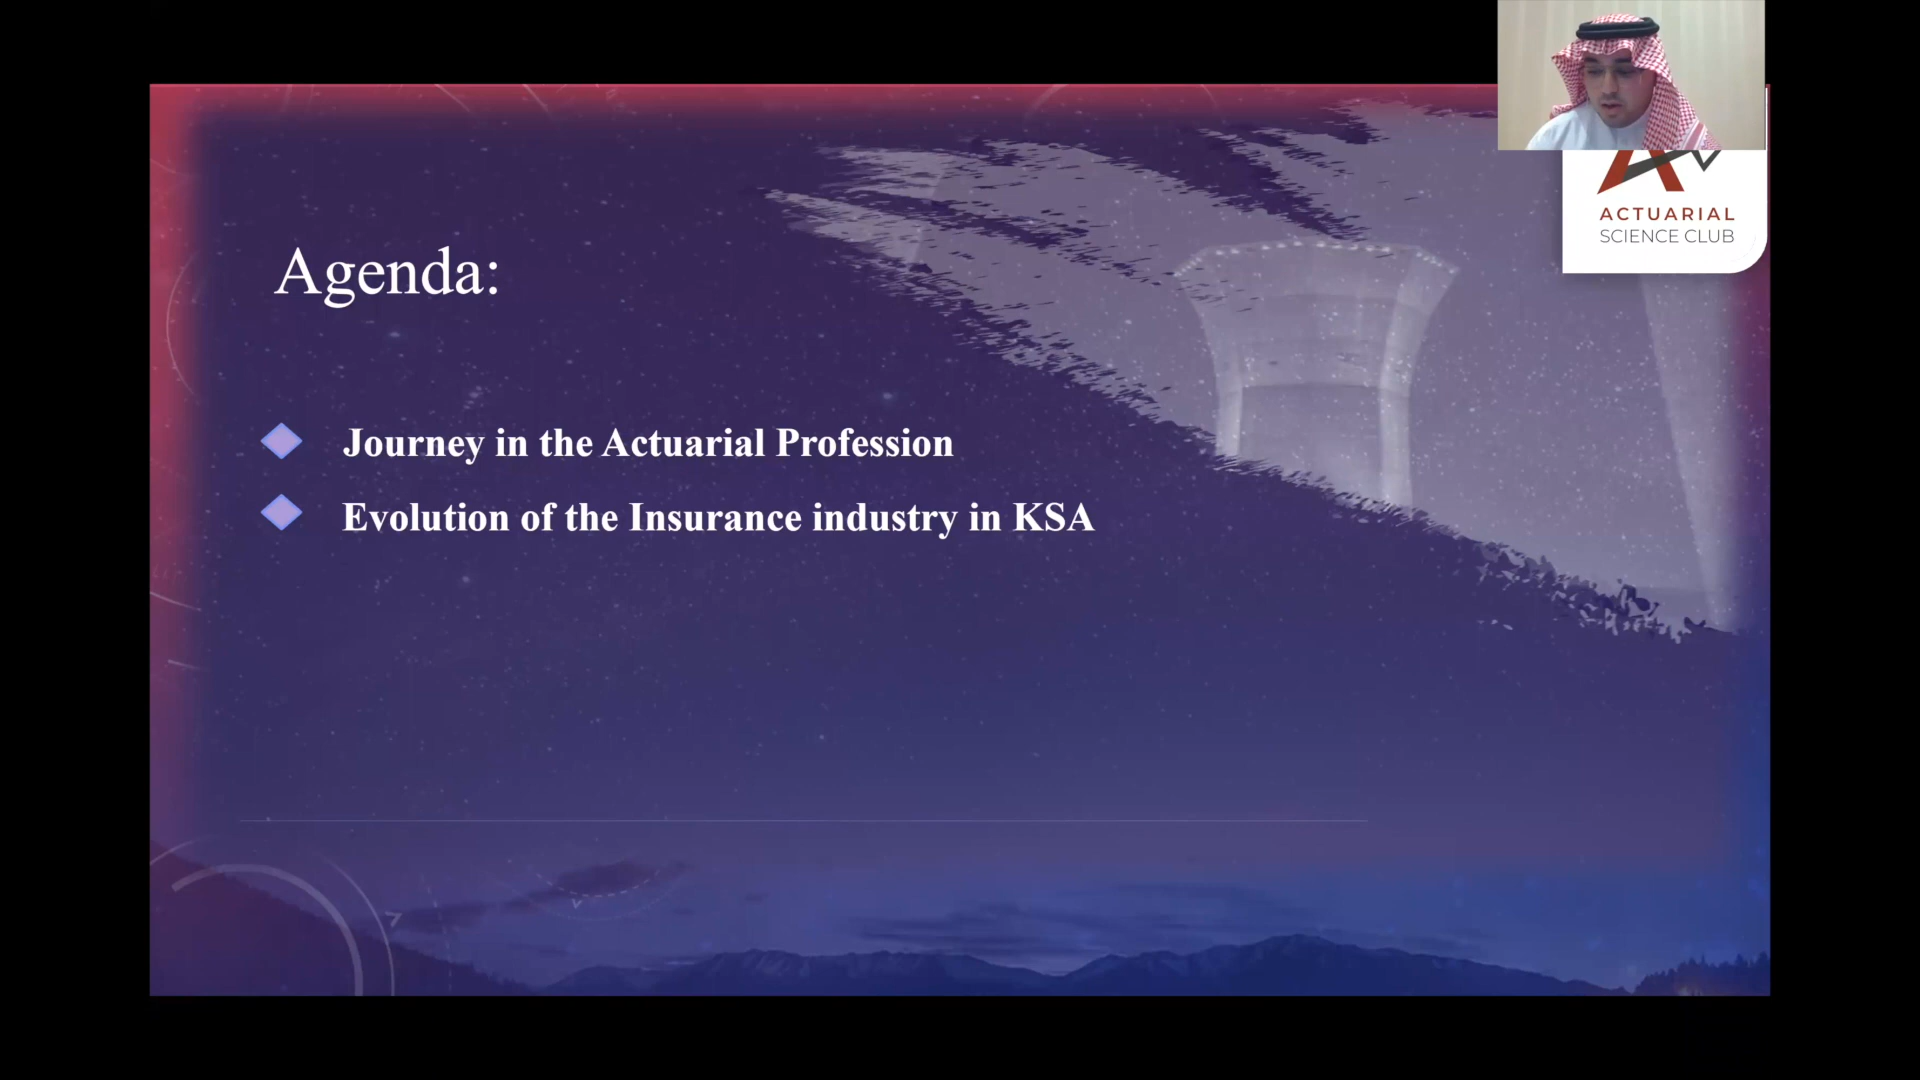 ACTUARIAL
SCIENCE CLUB
Agenda:
Journey in the Actuarial Profession
Evolution of the Insurance industry in KSA